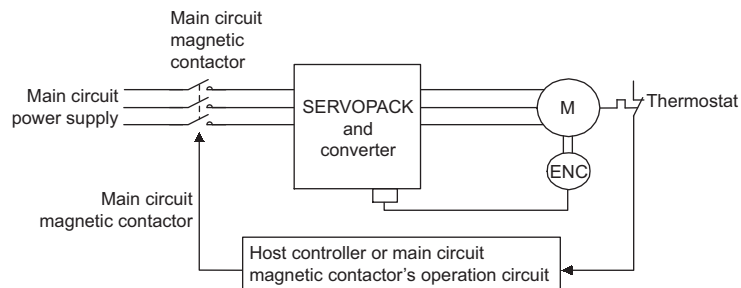 Main circuit
magnetic
contactor
Main circuit
power supply
SERVOPACK
and
converter
M
Thermostat
ENC
Main circuit
magnetic contactor
Host controller or main circuit
magnetic contactor’s operation circuit